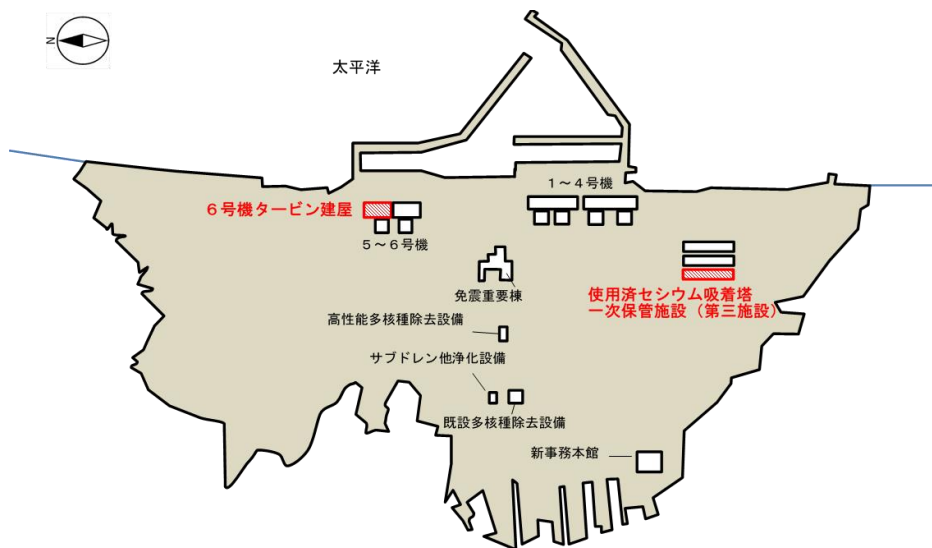 N
太平洋
1～4号機
6号機タービン建屋
5～6号機
免震重要棟
使用済セシウム吸着塔
一次保管施設（第三施設）
高性能多核種除去設備
サブドレン他浄化設備
既設多核種除去設備
新事務本館